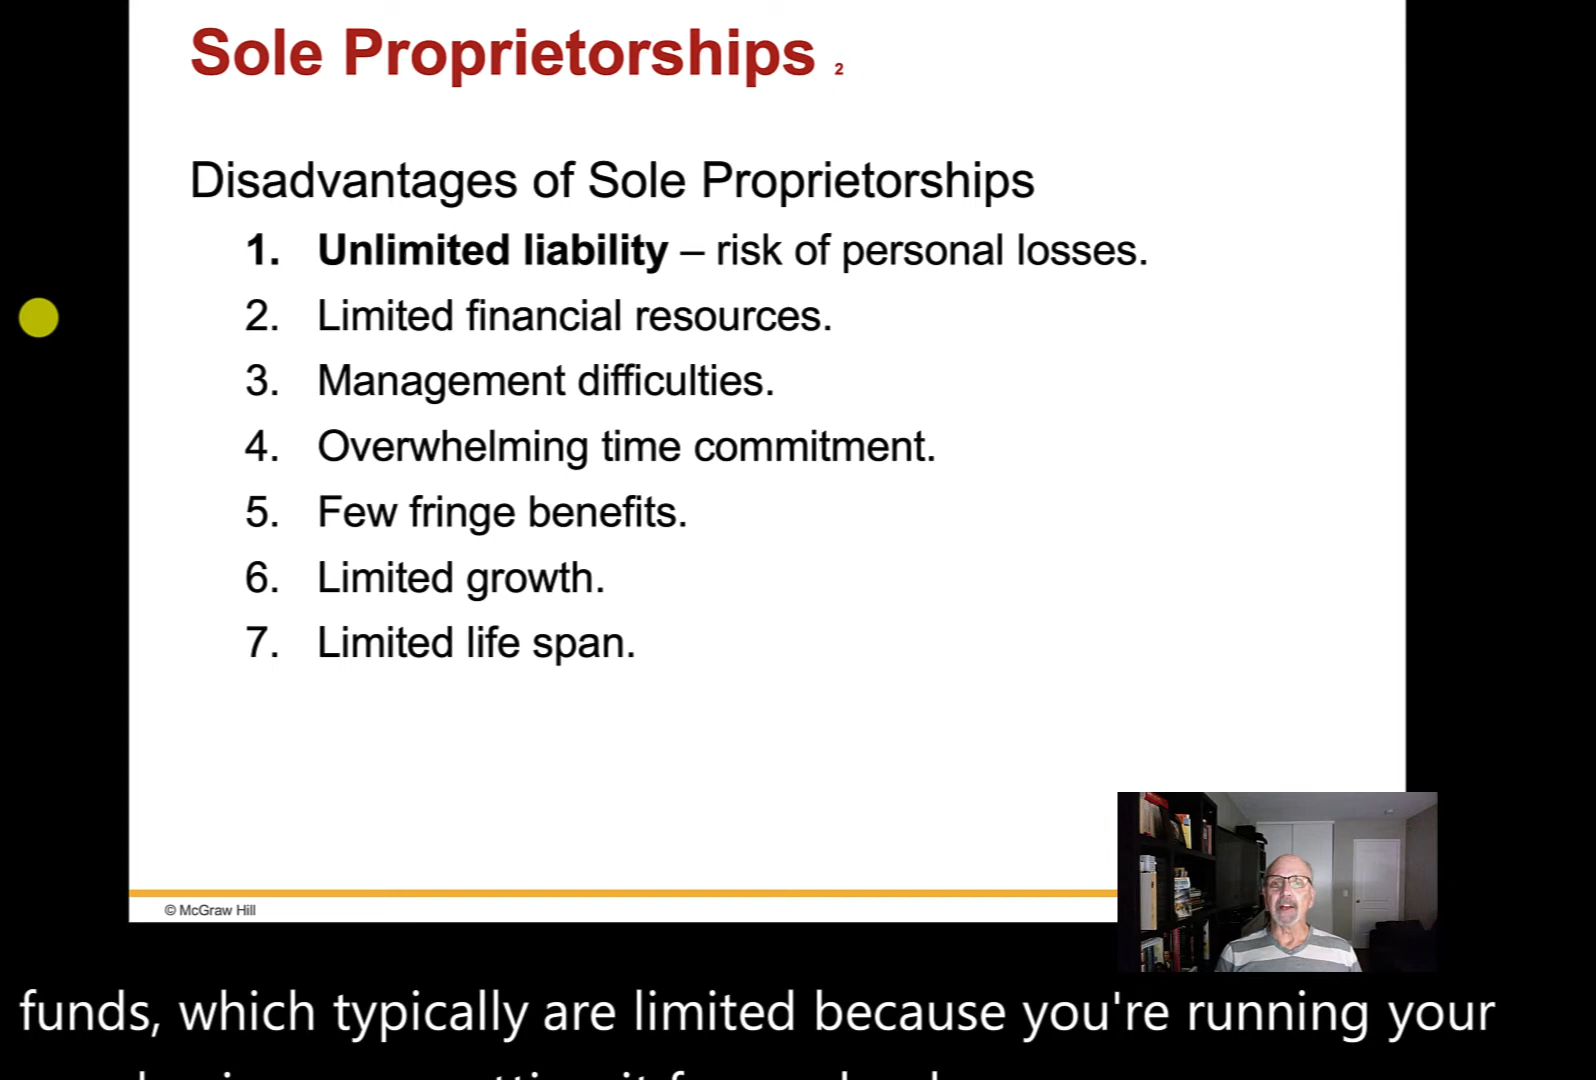 Sole Proprietorships 2
Disadvantages of Sole Proprietorships
1. Unlimited liability – risk of personal losses.
2. Limited financial resources.
3. Management difficulties.
4. Overwhelming time commitment.
5. Few fringe benefits.
6. Limited growth.
7. Limited life span.
© McGraw Hill
funds, which typically are limited because you're running your